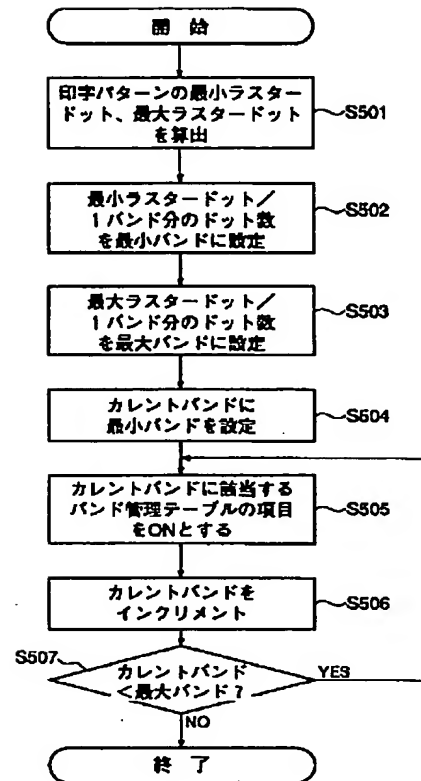 開 始
印字パターンの最小ラスター
ドット、最大ラスタードット
を算出
S501
最小ラスタードット/
1バンド分のドット数
を最小バンドに設定
S502
最大ラスタードット/
1バンド分のドット数
を最大バンドに設定
S503
カレントバンドに
最小バンドを設定
S504
カレントバンドに該当する
バンド管理テーブルの項目
をONとする
S505
カレントバンドを
インクリメント
S506
S507
カレントバンド
<最大バンド?
YES
NO
終 了